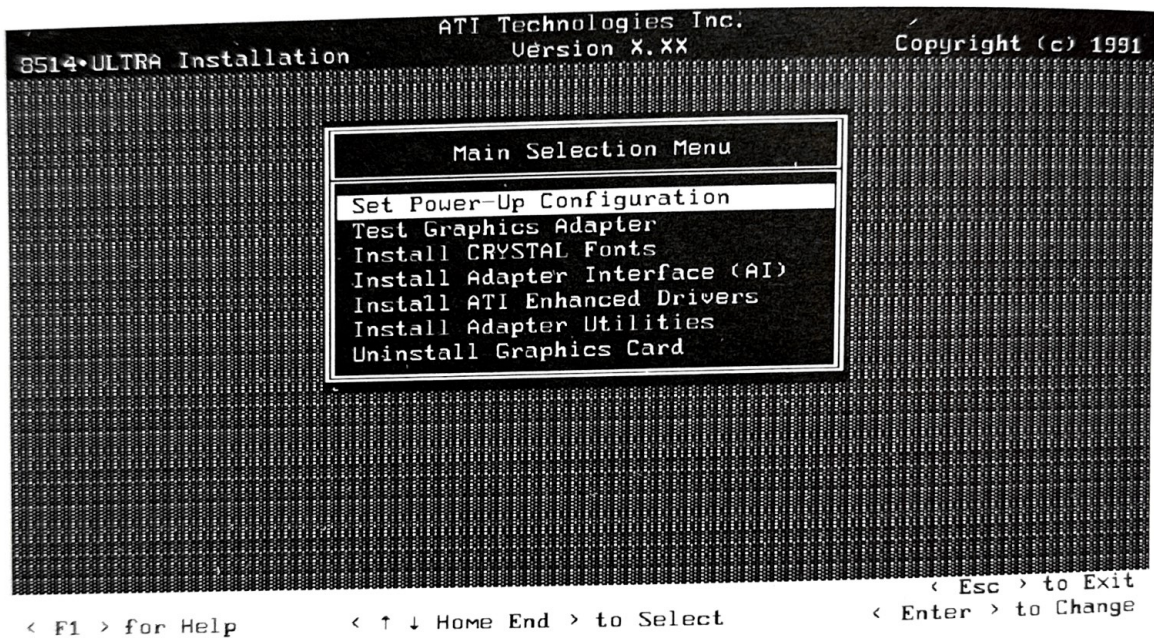 ATI Technologies Inc.
8514•ULTRA Installation Version X.XX Copyright (c) 1991
Main Selection Menu
Set Power-Up Configuration
Test Graphics Adapter
Install CRYSTAL Fonts
Install Adapter Interface (AI)
Install ATI Enhanced Drivers
Install Adapter Utilities
Uninstall Graphics Card
< Esc > to Exit
< F1 > for Help < ↑ ↓ Home End > to Select < Enter > to Change